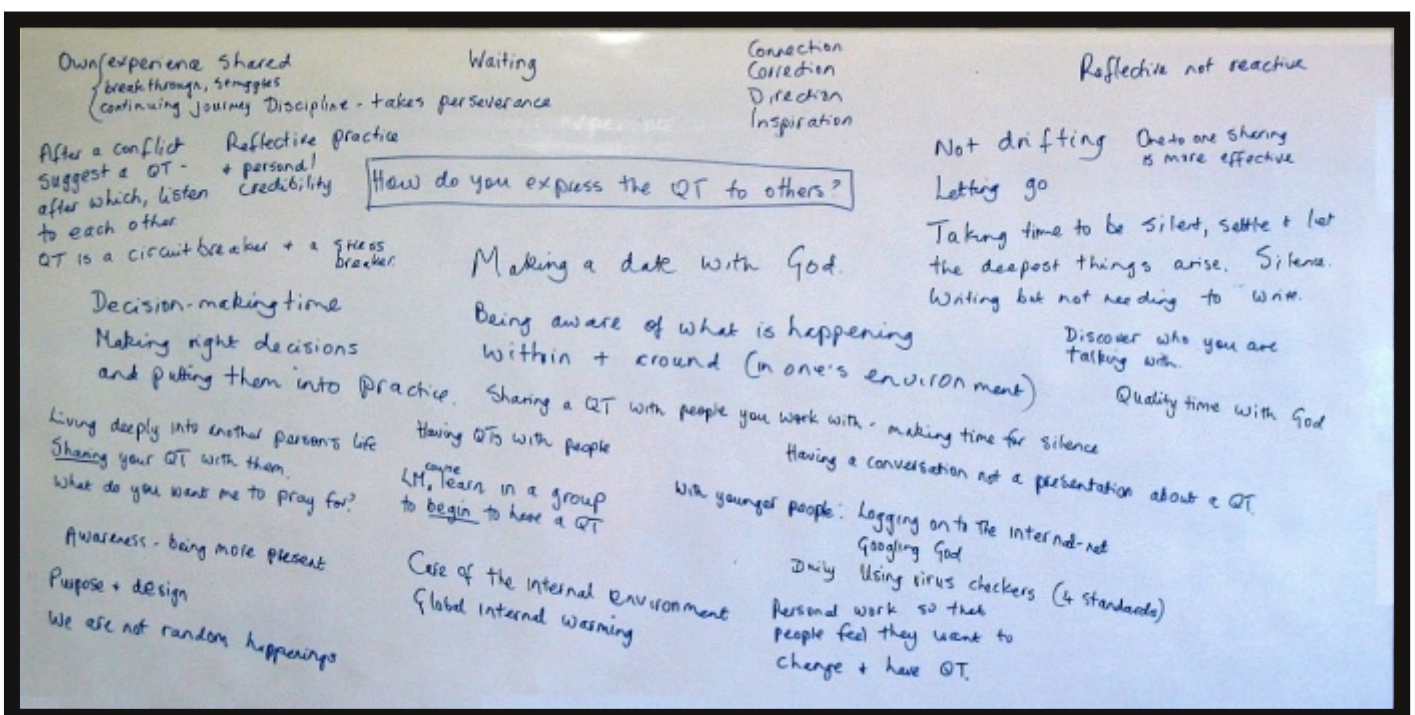 Own experience shared
breakthrough, struggles
continuing journey Discipline - takes perseverance
Waiting
Connection
Correction
Direction
Inspiration
Reflective not reactive
After a conflict
suggest a QT -
after which, listen
to each other
QT is a circuit breaker + a stress
breaker.
Reflective practice
+ personal
credibility
How do you express the QT to others?
Not drifting
One to one sharing
is more effective
Letting go
Taking time to be silent, settle + let
the deepest things arise. Silence.
Writing but not needing to write.
Making a date with God.
Decision-making time
Making right decisions
and putting them into practice.
Being aware of what is happening
within + around (in one's environment)
Discover who you are
talking with.
Quality time with God
Sharing a QT with people you work with - making time for silence
Living deeply into another person's life
Sharing your QT with them.
What do you want me to pray for?
Having QTs with people
Having a conversation not a presentation about a QT.
learn in a group
to begin to have a QT
With younger people: Logging on to the internal-net
Googling God
Daily Using virus checkers (4 standards)
Awareness - being more present
Purpose + design
We are not random happenings
Care of the internal environment
Global internal warming
Personal work so that
people feel they want to
change + have QT.